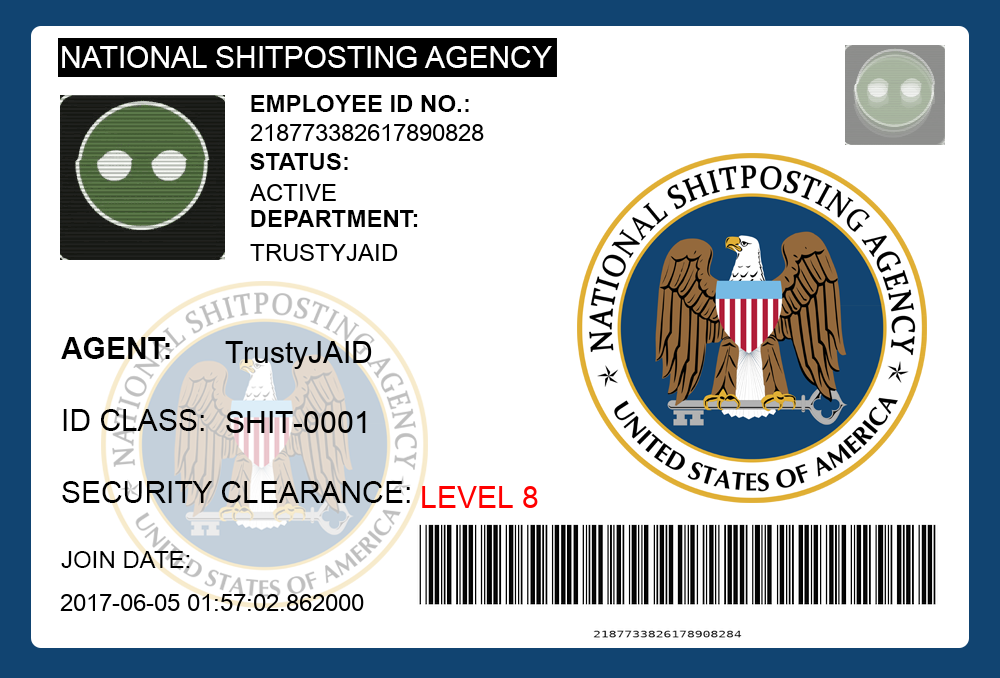 NATIONAL SHITPOSTING AGENCY
EMPLOYEE ID NO.:
218773382617890828
STATUS:
ACTIVE
DEPARTMENT:
TRUSTYJAID
NATIONAL SHITPOSTING AGENCY
UNITED STATES OF AMERICA
NATIONAL SHITPOSTING AGENCY
UNITED STATES OF AMERICA
AGENT: TrustyJAID
ID CLASS: SHIT-0001
SECURITY CLEARANCE: LEVEL 8
JOIN DATE:
2017-06-05 01:57:02.862000
2187733826178908284